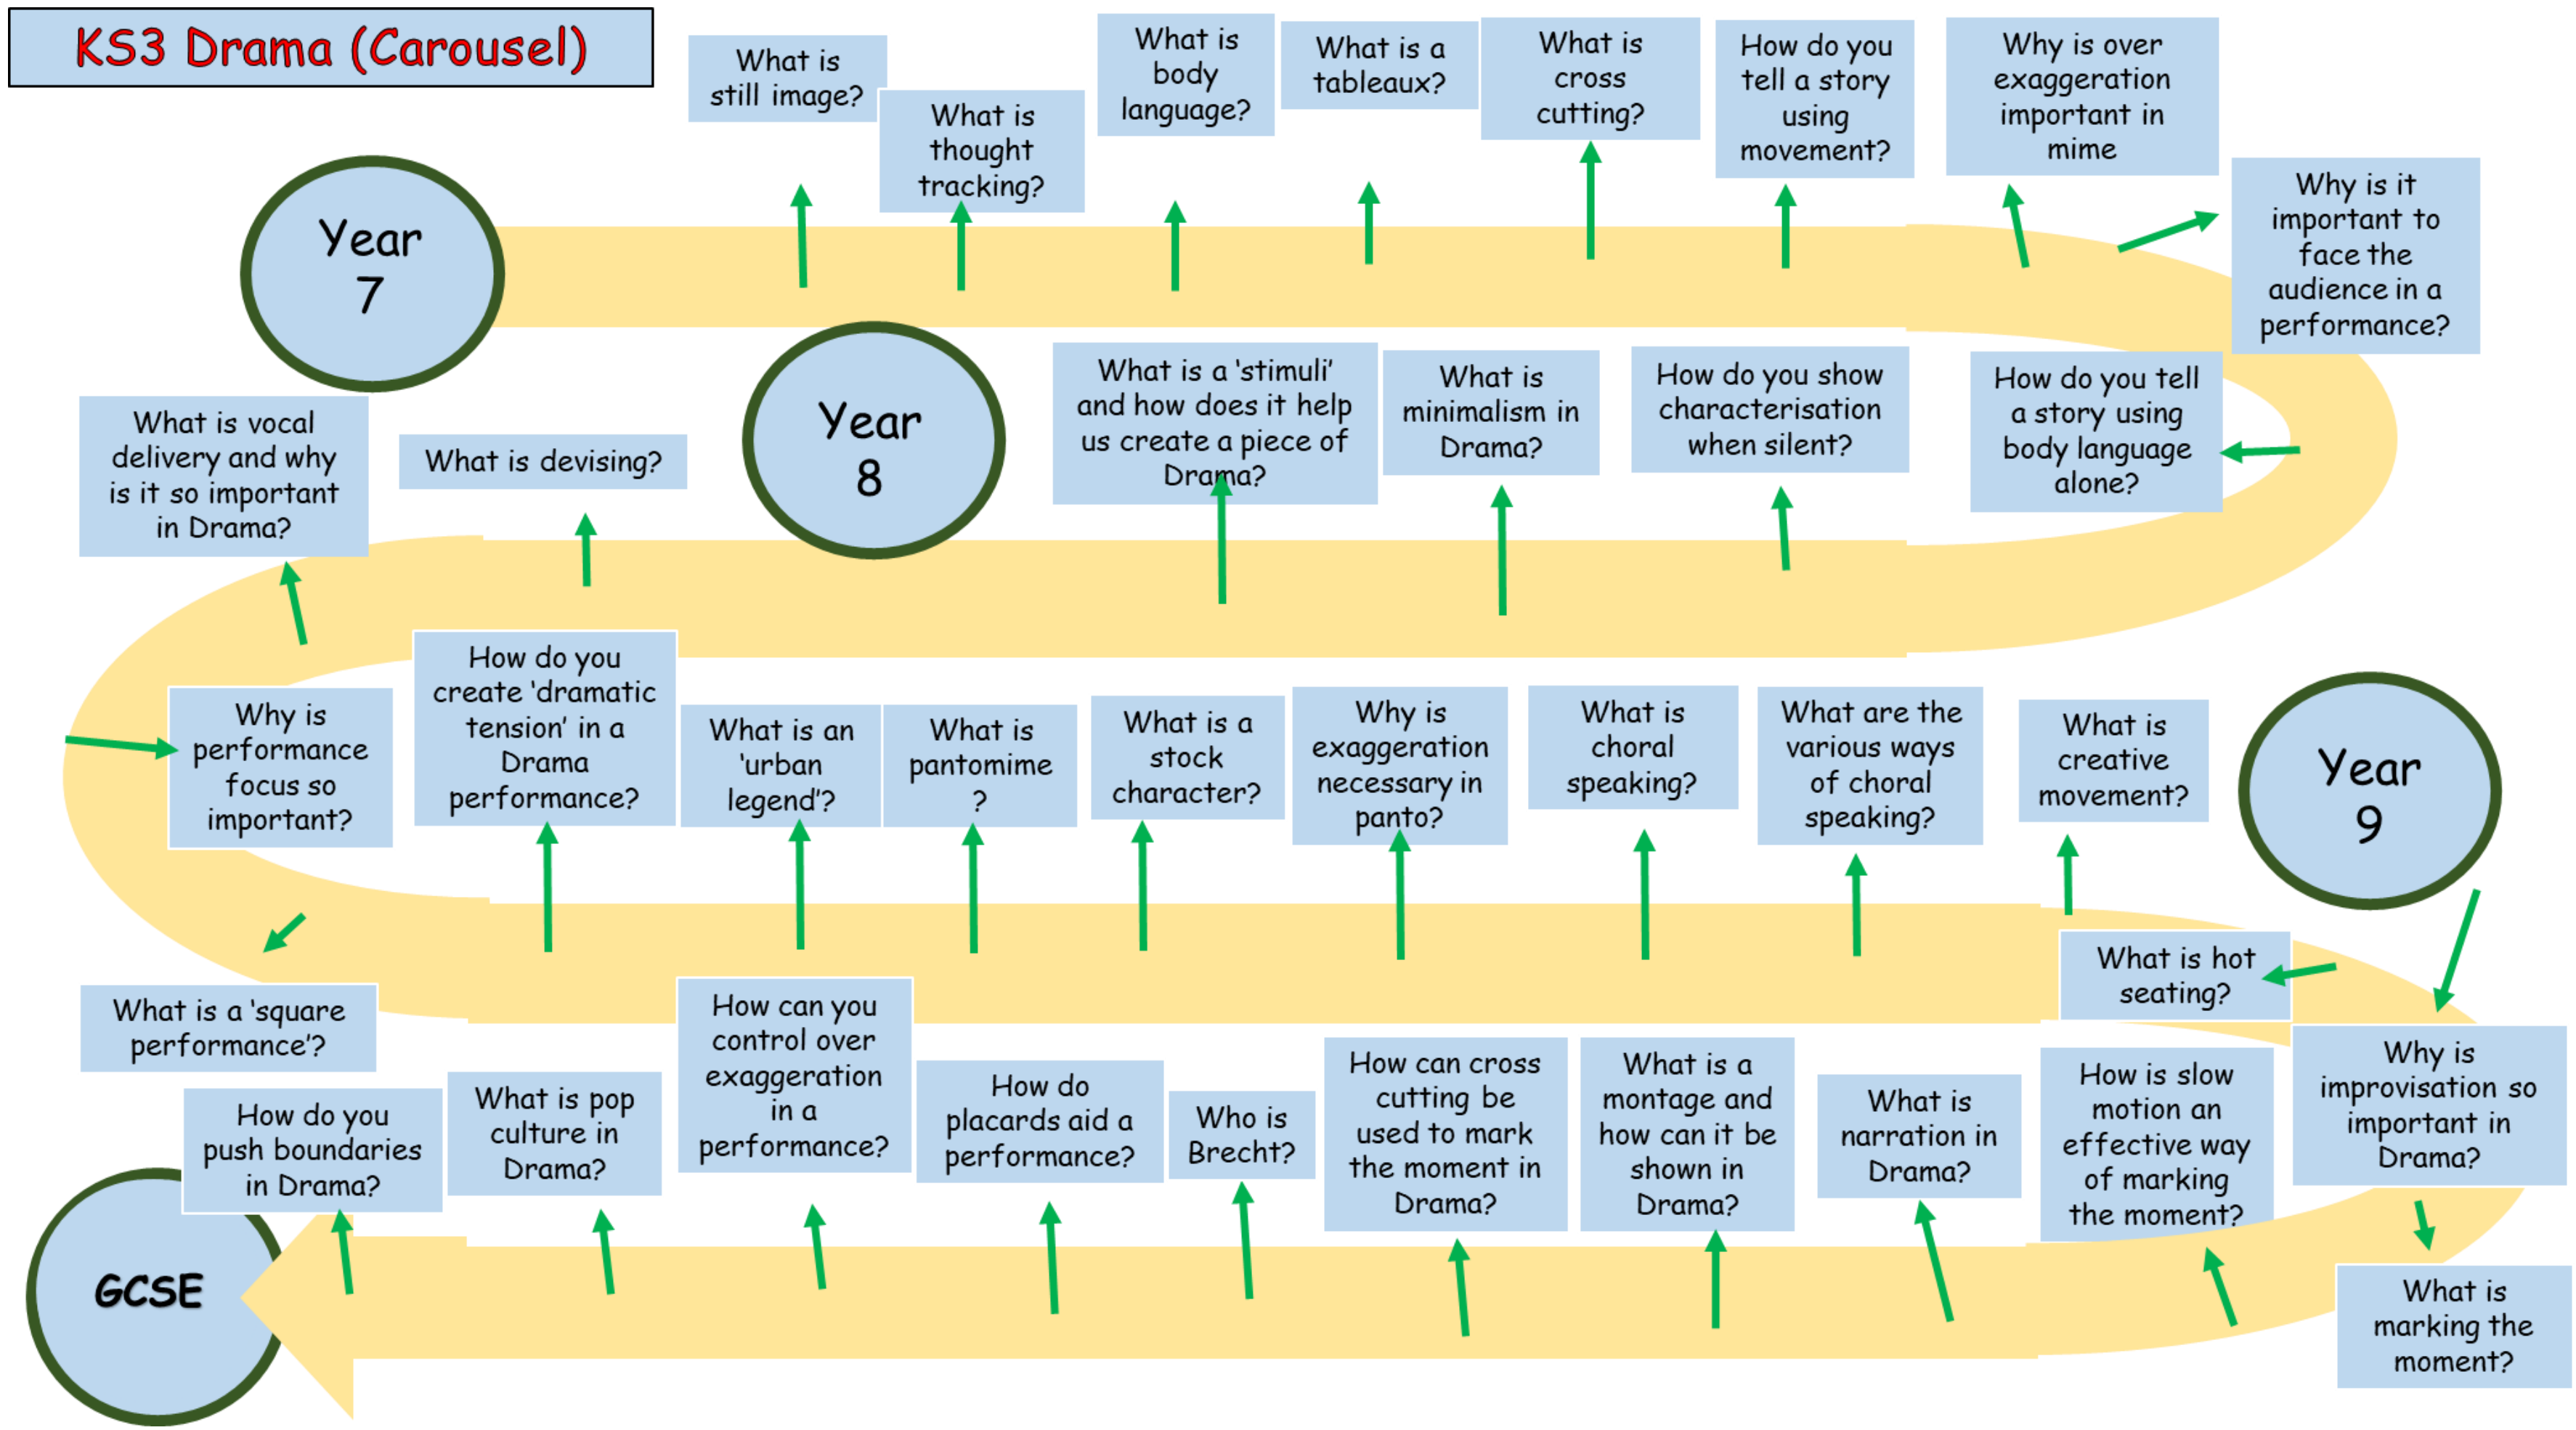 KS3 Drama (Carousel)
Year
7
What is
still image?
What is
thought
tracking?
What is
body
language?
What is a
tableaux?
What is
cross
cutting?
How do you
tell a story
using
movement?
Why is over
exaggeration
important in
mime
Why is it
important to
face the
audience in a
performance?
How do you tell
a story using
body language
alone?
How do you show
characterisation
when silent?
What is
minimalism in
Drama?
What is a ‘stimuli’
and how does it help
us create a piece of
Drama?
Year
8
What is devising?
What is vocal
delivery and why
is it so important
in Drama?
Why is
performance
focus so
important?
What is a ‘square
performance’?
How do you
create ‘dramatic
tension’ in a
Drama
performance?
What is an
‘urban
legend’?
What is
pantomime
?
What is a
stock
character?
Why is
exaggeration
necessary in
panto?
What is
choral
speaking?
What are the
various ways
of choral
speaking?
What is
creative
movement?
Year
9
What is hot
seating?
Why is
improvisation so
important in
Drama?
What is
marking the
moment?
How is slow
motion an
effective way
of marking
the moment?
What is
narration in
Drama?
What is a
montage and
how can it be
shown in
Drama?
How can cross
cutting be
used to mark
the moment in
Drama?
Who is
Brecht?
How do
placards aid a
performance?
How can you
control over
exaggeration
in a
performance?
What is pop
culture in
Drama?
How do you
push boundaries
in Drama?
GCSE